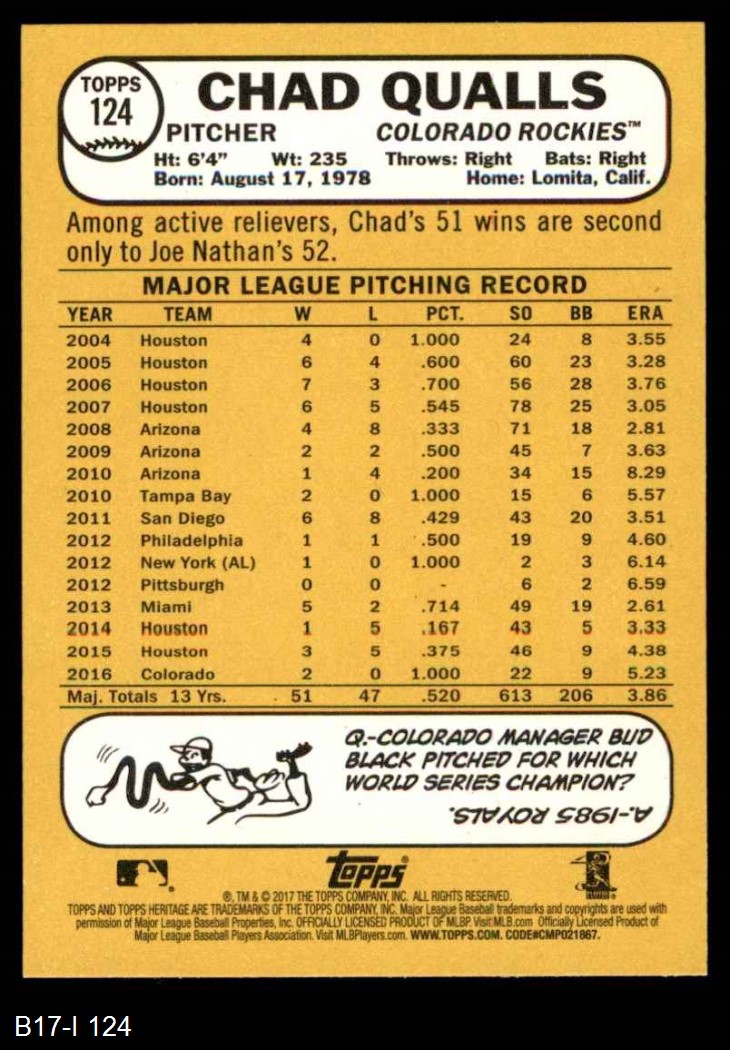 TOPPS
124
CHAD QUALLS
PITCHER COLORADO ROCKIES™
Ht: 6'4" Wt: 235 Throws: Right Bats: Right
Born: August 17, 1978 Home: Lomita, Calif.
Among active relievers, Chad's 51 wins are second
only to Joe Nathan's 52.
MAJOR LEAGUE PITCHING RECORD
YEAR TEAM W L PCT. SO BB ERA
2004 Houston 4 0 1.000 24 8 3.55
2005 Houston 6 4 .600 60 23 3.28
2006 Houston 7 3 .700 56 28 3.76
2007 Houston 6 5 .545 78 25 3.05
2008 Arizona 4 8 .333 71 18 2.81
2009 Arizona 2 2 .500 45 7 3.63
2010 Arizona 1 4 .200 34 15 8.29
2010 Tampa Bay 2 0 1.000 15 6 5.57
2011 San Diego 6 8 .429 43 20 3.51
2012 Philadelphia 1 1 .500 19 9 4.60
2012 New York (AL) 1 0 1.000 2 3 6.14
2012 Pittsburgh 0 0 - 6 2 6.59
2013 Miami 5 2 .714 49 19 2.61
2014 Houston 1 5 .167 43 5 3.33
2015 Houston 3 5 .375 46 9 4.38
2016 Colorado 2 0 1.000 22 9 5.23
Maj. Totals 13 Yrs. 51 47 .520 613 206 3.86
Q.-COLORADO MANAGER BUD
BLACK PITCHED FOR WHICH
WORLD SERIES CHAMPION?
A.-1985 ROYALS.
Topps®
®, TM & © 2017 THE TOPPS COMPANY, INC. ALL RIGHTS RESERVED.
TOPPS AND TOPPS HERITAGE ARE TRADEMARKS OF THE TOPPS COMPANY, INC. Major League Baseball trademarks and copyrights are used with
permission of Major League Baseball Properties, Inc. OFFICIALLY LICENSED PRODUCT OF MLBP. Visit MLB.com Officially Licensed Product of
Major League Baseball Players Association. Visit MLBPlayers.com. WWW.TOPPS.COM. CODE#CMP021867.
B17-I 124